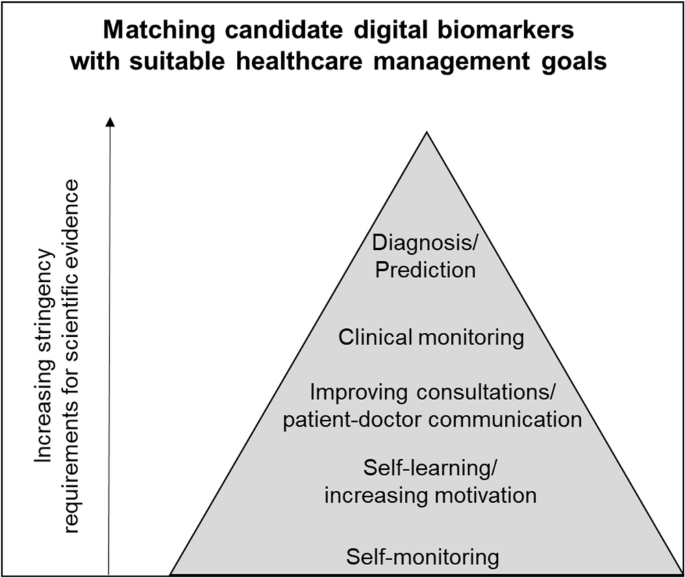 Matching candidate digital biomarkers
with suitable healthcare management goals
Increasing stringency
requirements for scientific evidence
Diagnosis/
Prediction
Clinical monitoring
Improving consultations/
patient-doctor communication
Self-learning/
increasing motivation
Self-monitoring